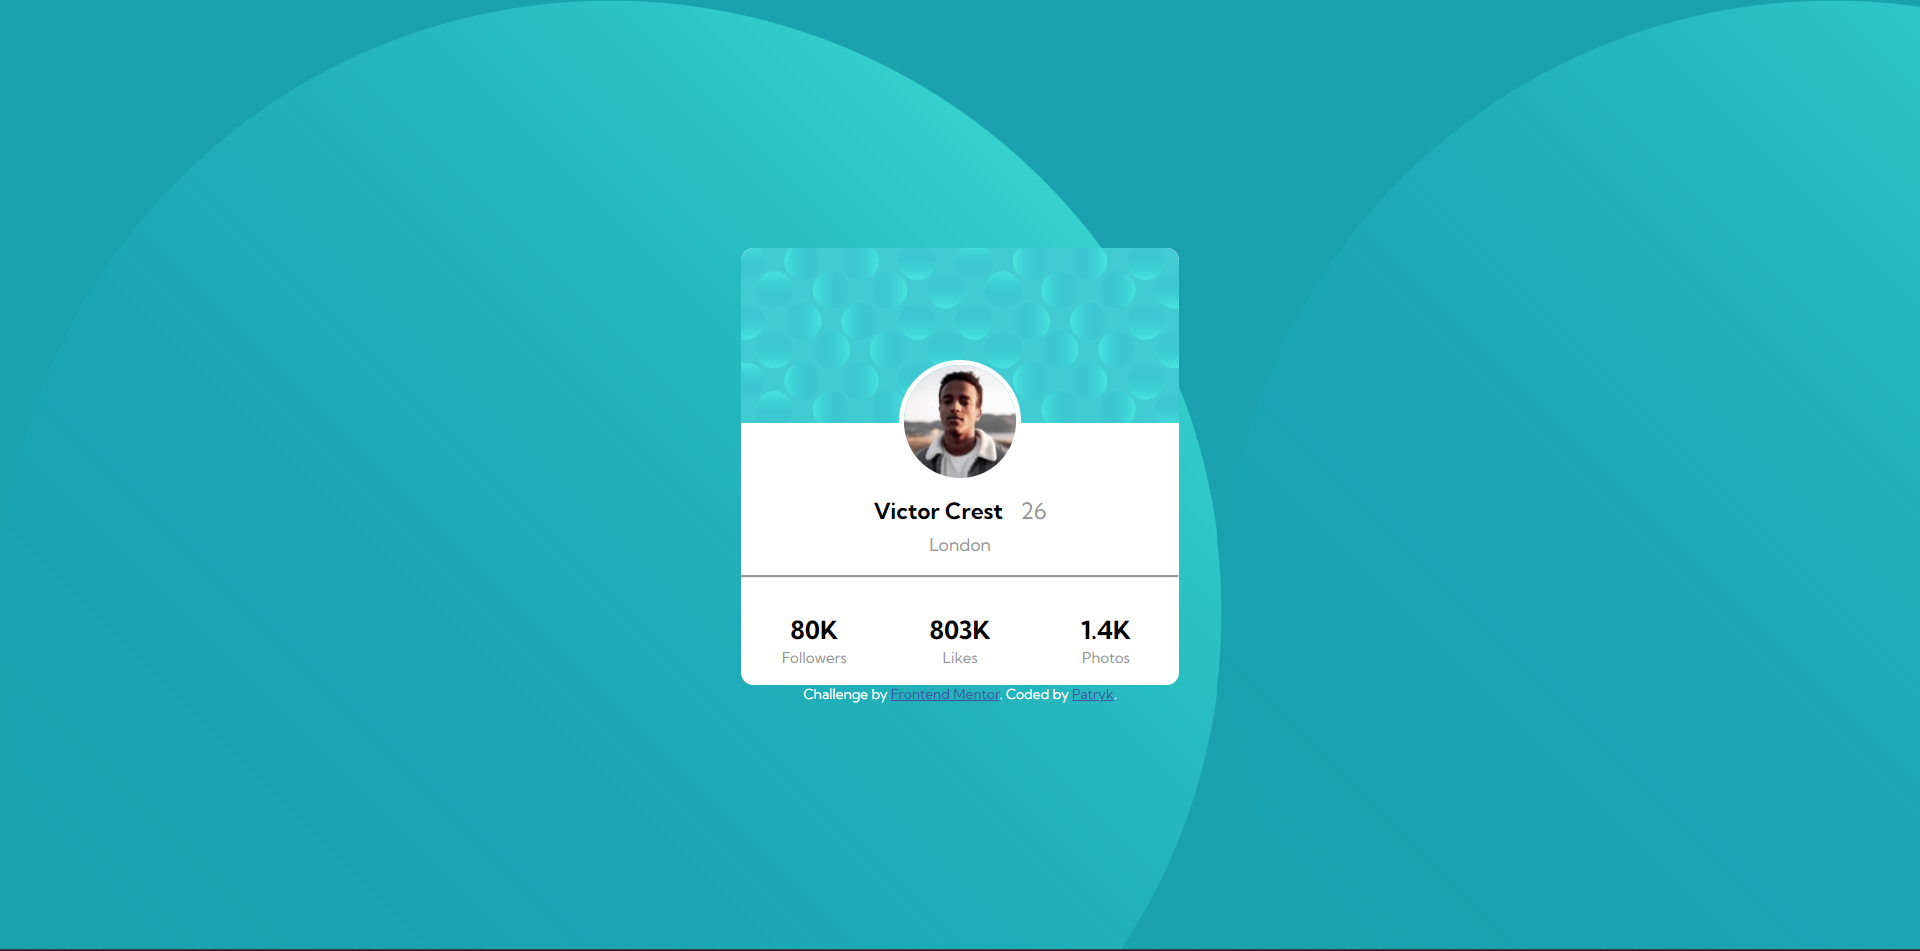 Victor Crest 26
London
80K 803K 1.4K
Followers Likes Photos
Challenge by Frontend Mentor. Coded by Patryk.